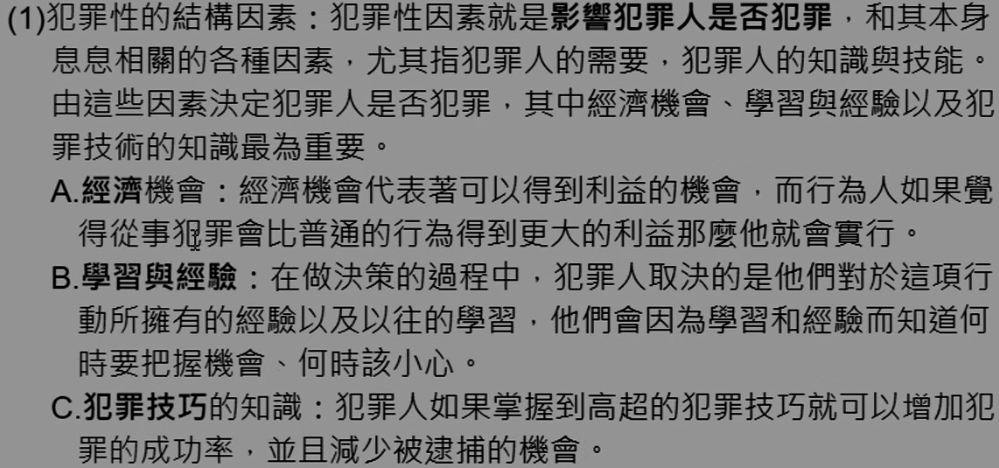 (1)犯罪性的結構因素：犯罪性因素就是影響犯罪人是否犯罪，和其本身
息息相關的各種因素，尤其指犯罪人的需要，犯罪人的知識與技能。
由這些因素決定犯罪人是否犯罪，其中經濟機會、學習與經驗以及犯
罪技術的知識最為重要。
A.經濟機會：經濟機會代表著可以得到利益的機會，而行為人如果覺
得從事犯罪會比普通的行為得到更大的利益那麼他就會實行。
B.學習與經驗：在做決策的過程中，犯罪人取決的是他們對於這項行
動所擁有的經驗以及以往的學習，他們會因為學習和經驗而知道何
時要把握機會、何時該小心。
C.犯罪技巧的知識：犯罪人如果掌握到高超的犯罪技巧就可以增加犯
罪的成功率，並且減少被逮捕的機會。